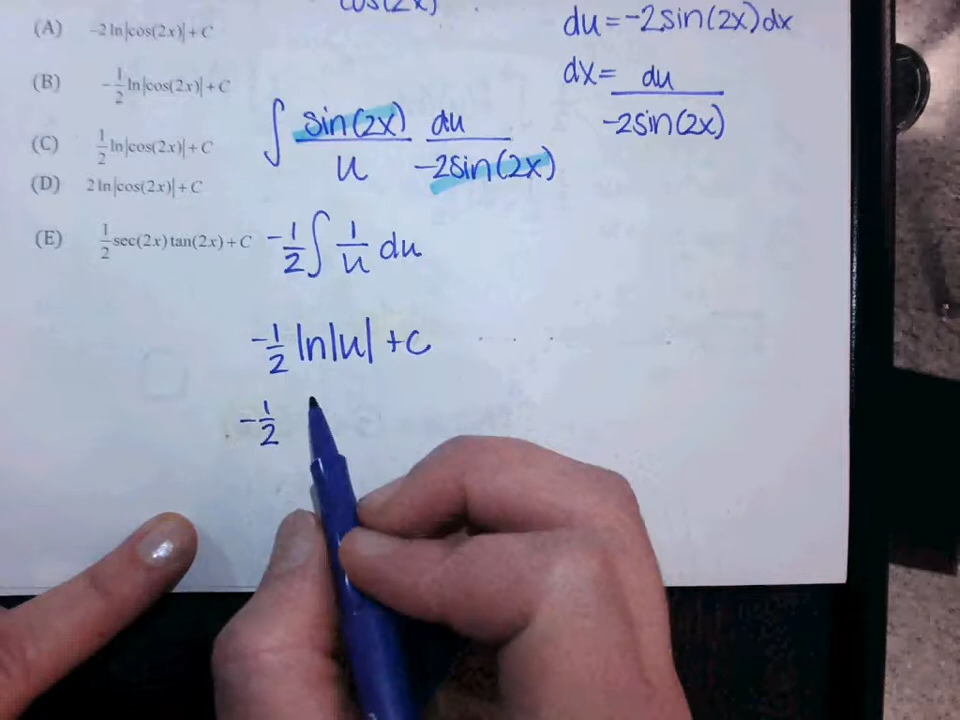 cos(2x)
du = -2sin(2x)dx
dx = du / -2sin(2x)
(A) -2 ln|cos(2x)| + C
(B) -1/2 ln|cos(2x)| + C
(C) 1/2 ln|cos(2x)| + C
(D) 2 ln|cos(2x)| + C
(E) 1/2 sec(2x) tan(2x) + C
∫ sin(2x)/u du/-2sin(2x)
-1/2 ∫ 1/u du
-1/2 ln|u| + C
-1/2